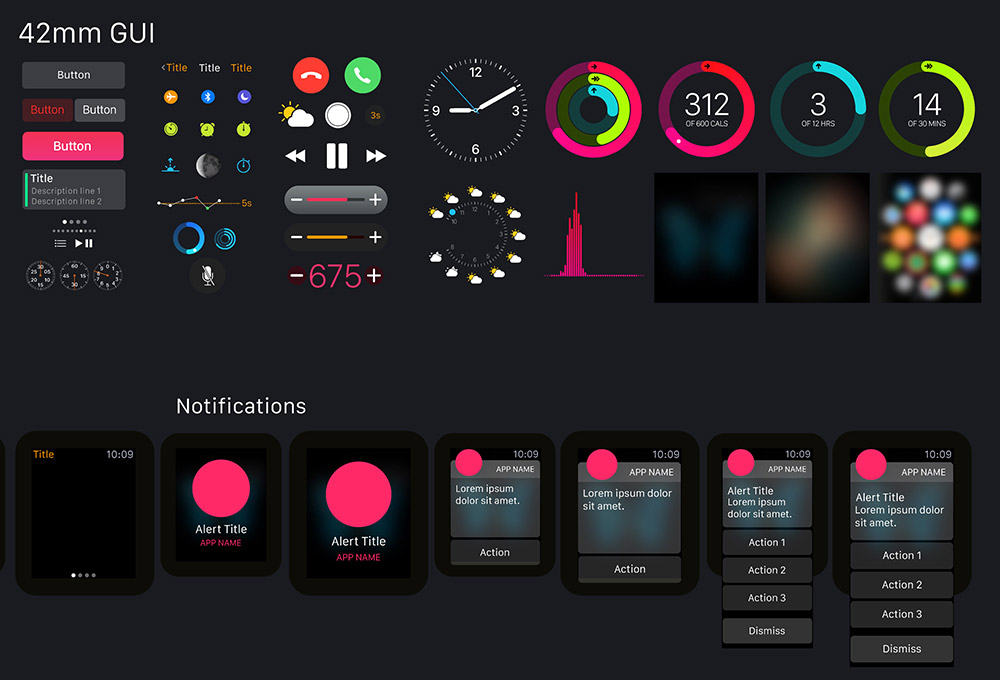 42mm GUI
Button
Button Button
Button
Title
Description line 1
Description line 2
<Title Title Title
5s
3s
675
12
9 3
6
312
OF 600 CALS
3
OF 12 HRS
14
OF 30 MINS
Notifications
Title 10:09
Alert Title
APP NAME
Alert Title
APP NAME
10:09
APP NAME
Lorem ipsum
dolor sit amet.
Action
10:09
APP NAME
Lorem ipsum dolor
sit amet.
Action
10:09
APP NAME
Alert Title
Lorem ipsum
dolor sit amet.
Action 1
Action 2
Action 3
Dismiss
10:09
APP NAME
Alert Title
Lorem ipsum dolor
sit amet.
Action 1
Action 2
Action 3
Dismiss